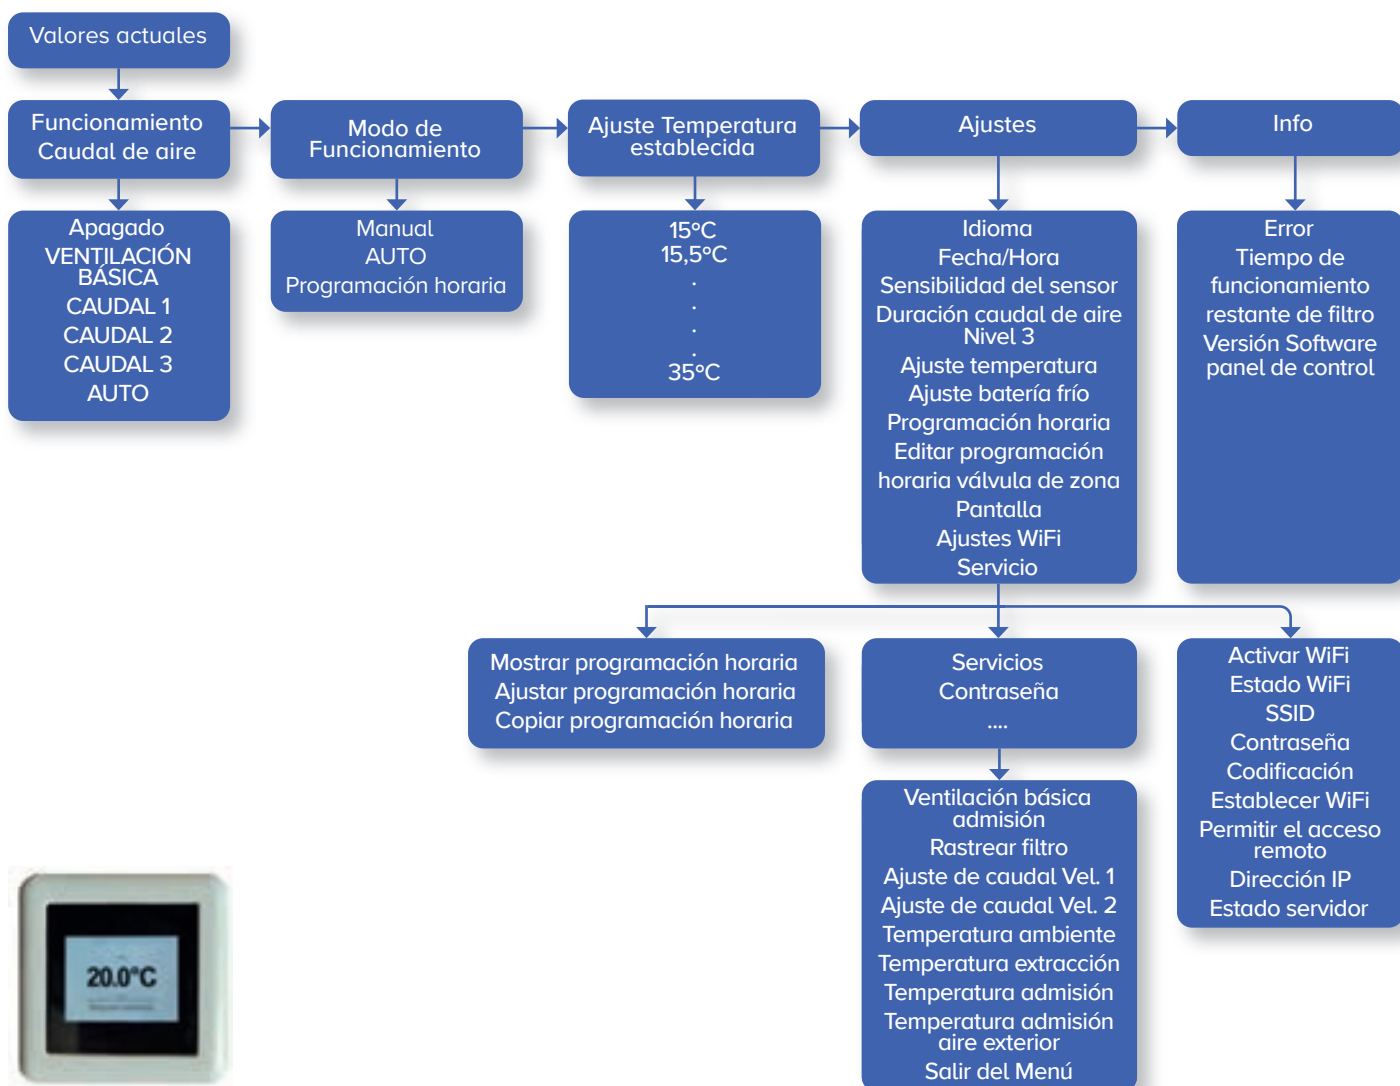 Valores actuales
Funcionamiento
Caudal de aire
Modo de
Funcionamiento
Ajuste Temperatura
establecida
Ajustes
Info
Apagado
VENTILACIÓN
BÁSICA
CAUDAL 1
CAUDAL 2
CAUDAL 3
AUTO
Manual
AUTO
Programación horaria
15ºC
15,5ºC
.
.
.
.
35ºC
Idioma
Fecha/Hora
Sensibilidad del sensor
Duración caudal de aire
Nivel 3
Ajuste temperatura
Ajuste batería frío
Programación horaria
Editar programación
horaria válvula de zona
Pantalla
Ajustes WiFi
Servicio
Error
Tiempo de
funcionamiento
restante de filtro
Versión Software
panel de control
Mostrar programación horaria
Ajustar programación horaria
Copiar programación horaria
Servicios
Contraseña
....
Activar WiFi
Estado WiFi
SSID
Contraseña
Codificación
Establecer WiFi
Permitir el acceso
remoto
Dirección IP
Estado servidor
Ventilación básica
admisión
Rastrear filtro
Ajuste de caudal Vel. 1
Ajuste de caudal Vel. 2
Temperatura ambiente
Temperatura extracción
Temperatura admisión
Temperatura admisión
aire exterior
Salir del Menú
20.0°C